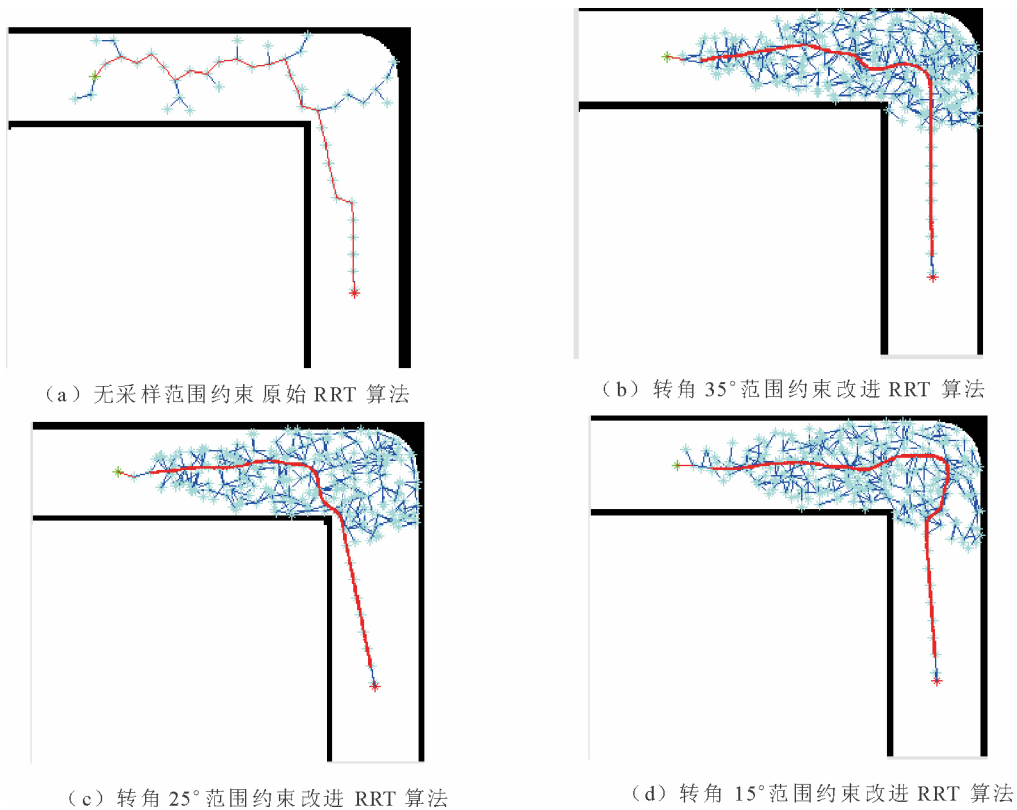 (a)无采样范围约束 原始 RRT 算法
(b)转角 35°范围约束改进 RRT 算法
(c)转角 25°范围约束改进 RRT 算法
(d)转角 15°范围约束改进 RRT 算法